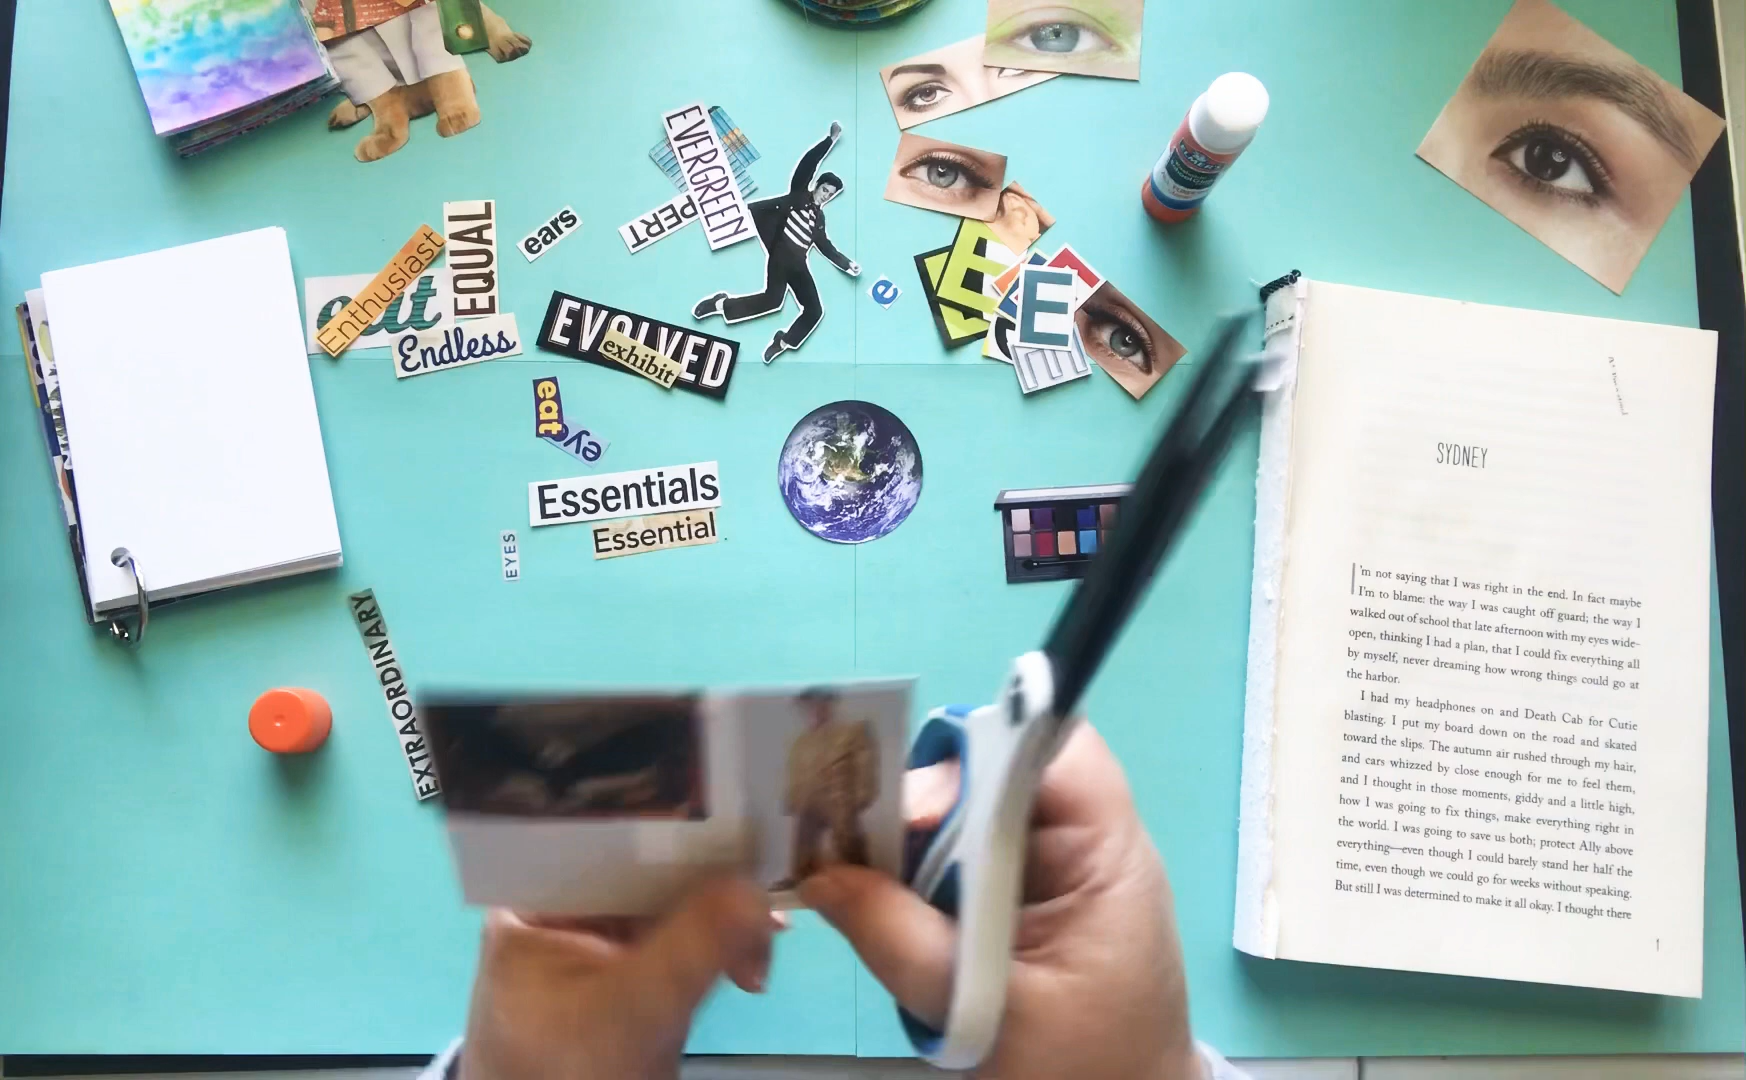 EVERGREEN
PERT
ears
EQUAL
Enthusiast
Endless
EVOLVED
exhibit
e
E
E
E
eat
eye
Essentials
Essential
EYES
EXTRAORDINARY
SYDNEY
I'm not saying that I was right in the end. In fact maybe
I'm to blame: the way I was caught off guard; the way I
walked out of school that late afternoon with my eyes wide-
open, thinking I had a plan, that I could fix everything all
by myself, never dreaming how wrong things could go at
the harbor.
I had my headphones on and Death Cab for Cutie
blasting. I put my board down on the road and skated
toward the slips. The autumn air rushed through my hair,
and cars whizzed by close enough for me to feel them,
and I thought in those moments, giddy and a little high,
how I was going to fix things, make everything right in
the world. I was going to save us both; protect Ally above
everything—even though I could barely stand her half the
time, even though we could go for weeks without speaking.
But still I was determined to make it all okay. I thought there
1